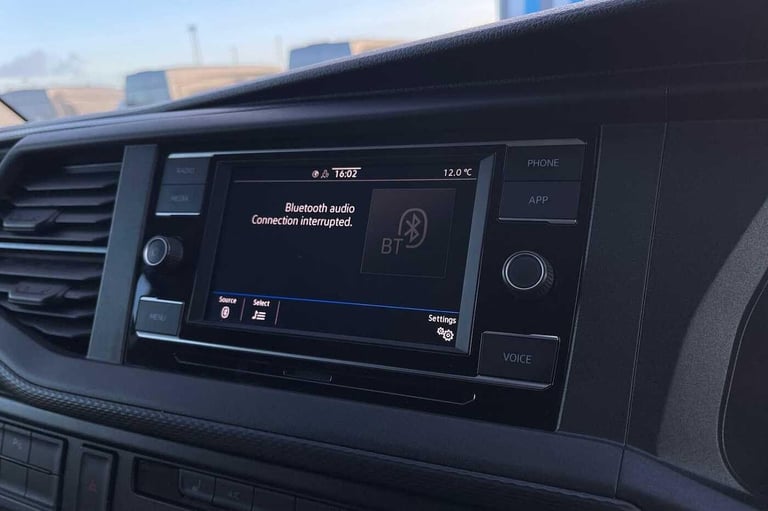 RADIO
MEDIA
16:02
12.0 °C
Bluetooth audio
Connection interrupted.
BT
Source
Select
Settings
MENU
PHONE
APP
VOICE